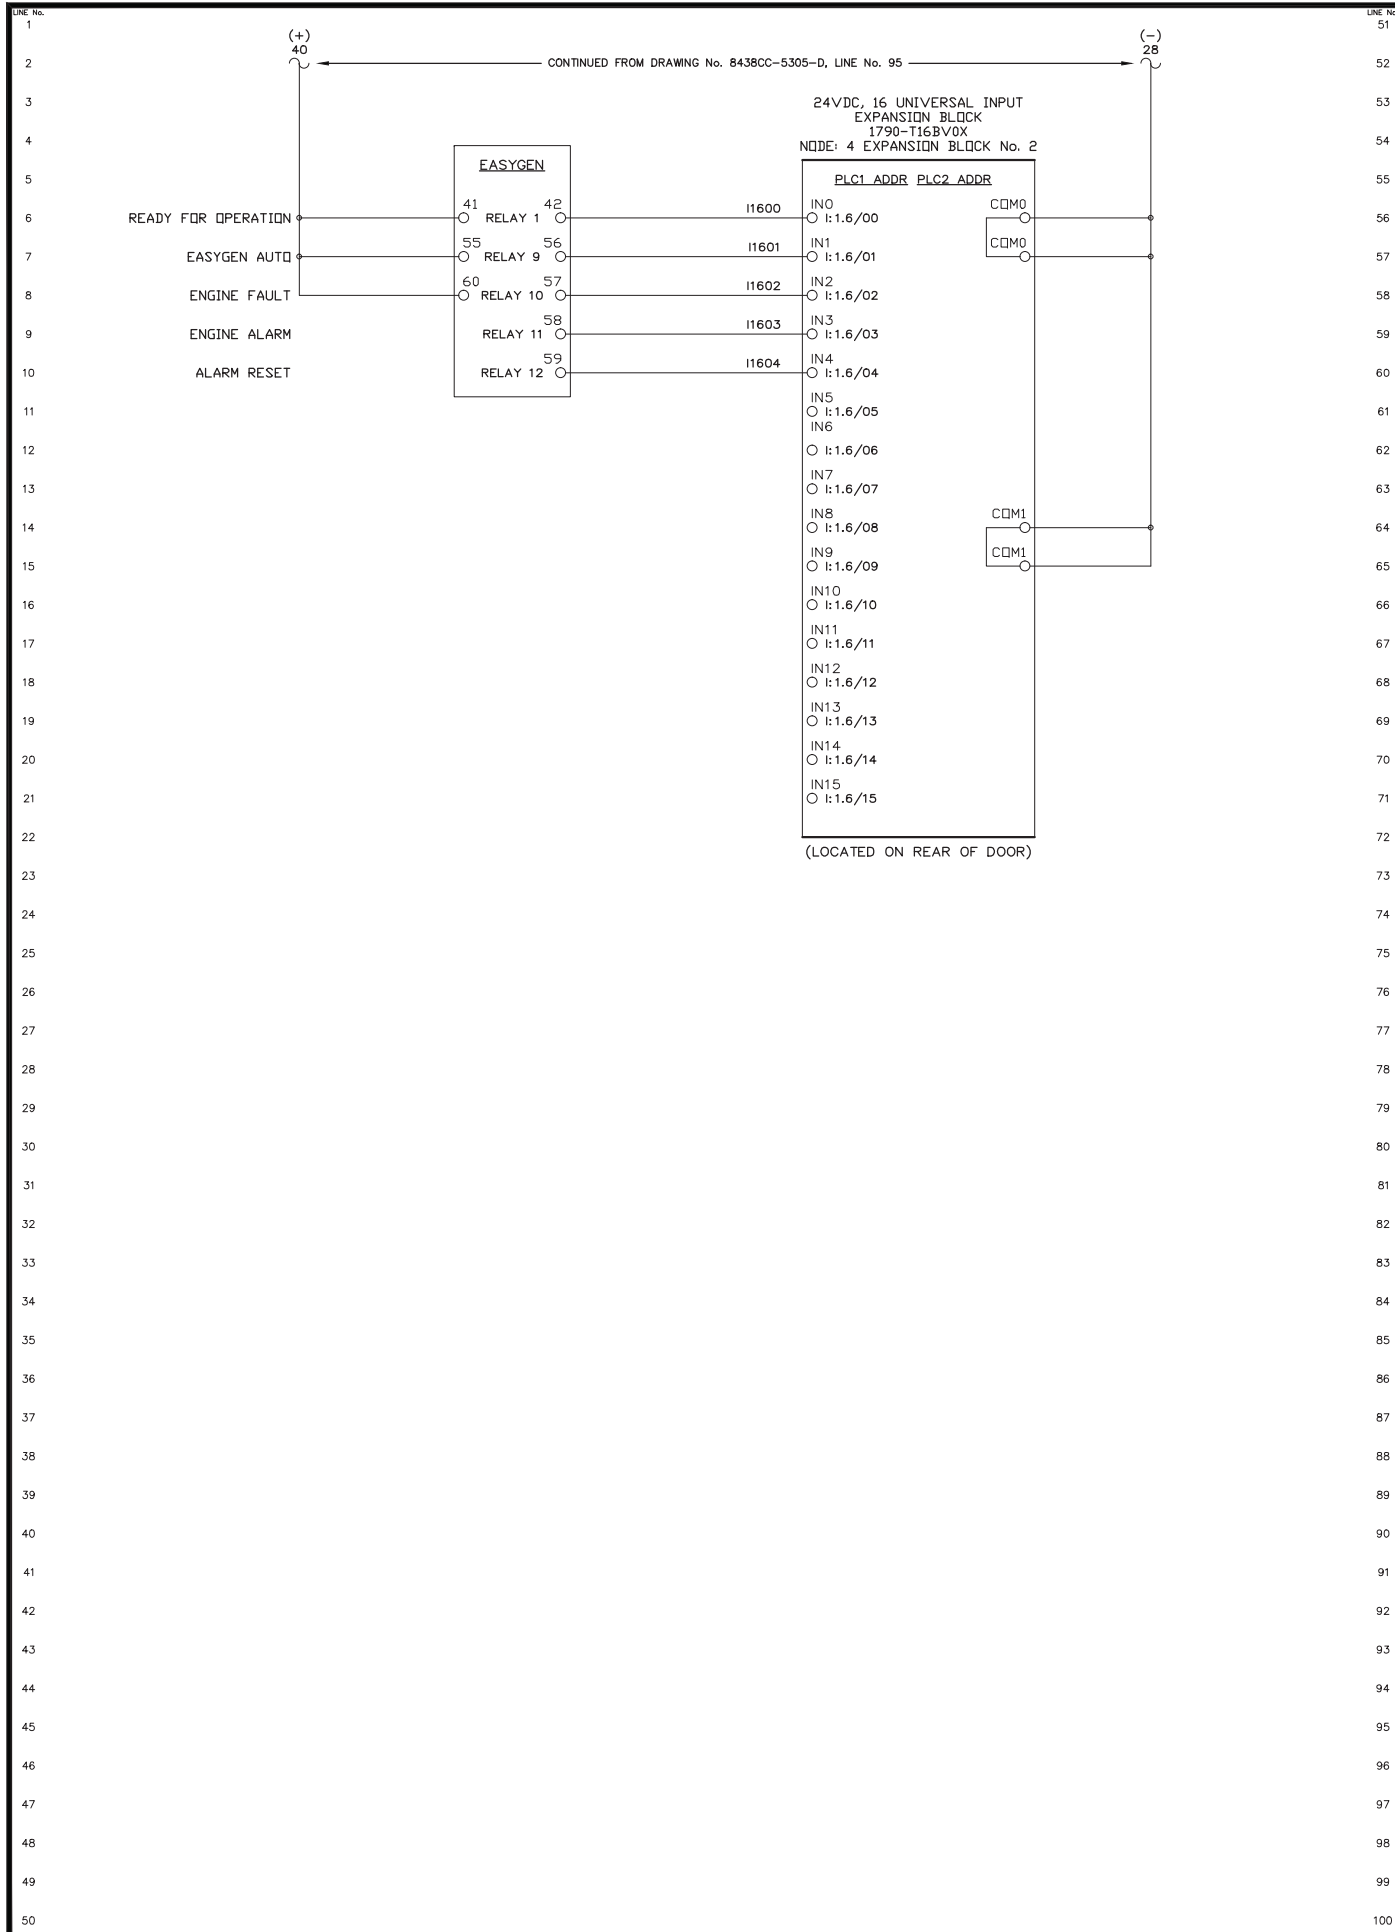 LINE No.
LINE No
1
51
(+)
(-)
40
28
2
CONTINUED FROM DRAWING No. 8438CC-5305-D, LINE No. 95
52
3
24VDC, 16 UNIVERSAL INPUT
53
EXPANSION BLOCK
1790-T16BV0X
4
NODE: 4 EXPANSION BLOCK No. 2
54
EASYGEN
5
PLC1 ADDR PLC2 ADDR
55
41 42
I1600
IN0
COM0
6
READY FOR OPERATION
RELAY 1
I:1.6/00
56
55 56
I1601
IN1
COM0
7
EASYGEN AUTO
RELAY 9
I:1.6/01
57
60 57
I1602
IN2
8
ENGINE FAULT
RELAY 10
I:1.6/02
58
58
I1603
IN3
9
ENGINE ALARM
RELAY 11
I:1.6/03
59
59
I1604
IN4
10
ALARM RESET
RELAY 12
I:1.6/04
60
IN5
11
I:1.6/05
61
IN6
12
I:1.6/06
62
IN7
13
I:1.6/07
63
IN8
COM1
14
I:1.6/08
64
IN9
COM1
15
I:1.6/09
65
IN10
16
I:1.6/10
66
IN11
17
I:1.6/11
67
IN12
18
I:1.6/12
68
IN13
19
I:1.6/13
69
IN14
20
I:1.6/14
70
IN15
21
I:1.6/15
71
22
72
(LOCATED ON REAR OF DOOR)
23
73
24
74
25
75
26
76
27
77
28
78
29
79
30
80
31
81
32
82
33
83
34
84
35
85
36
86
37
87
38
88
39
89
40
90
41
91
42
92
43
93
44
94
45
95
46
96
47
97
48
98
49
99
50
100